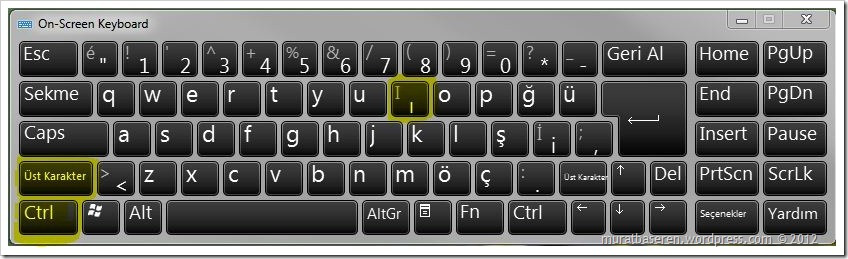 On-Screen Keyboard
Esc é " ! 1 ' 2 ^ 3 + 4 % 5 & 6 / 7 ( 8 ) 9 = 0 ? * _ - Geri Al Home PgUp
Sekme q w e r t y u I ı o p ğ ü End PgDn
Caps a s d f g h j k l ş İ i ; , Insert Pause
Üst Karakter > < z x c v b n m ö ç : . Üst Karakter ↑ Del PrtScn ScrLk
Ctrl Alt AltGr Fn Ctrl ← ↓ → Seçenekler Yardım
muratbaseren.wordpress.com © 2012